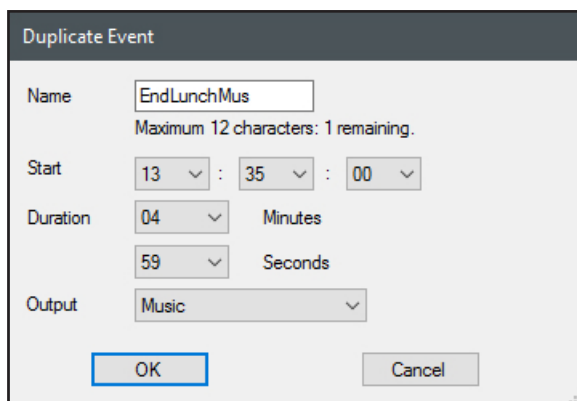 Duplicate Event
Name EndLunchMus
Maximum 12 characters: 1 remaining.
Start 13 : 35 : 00
Duration 04 Minutes
59 Seconds
Output Music
OK Cancel